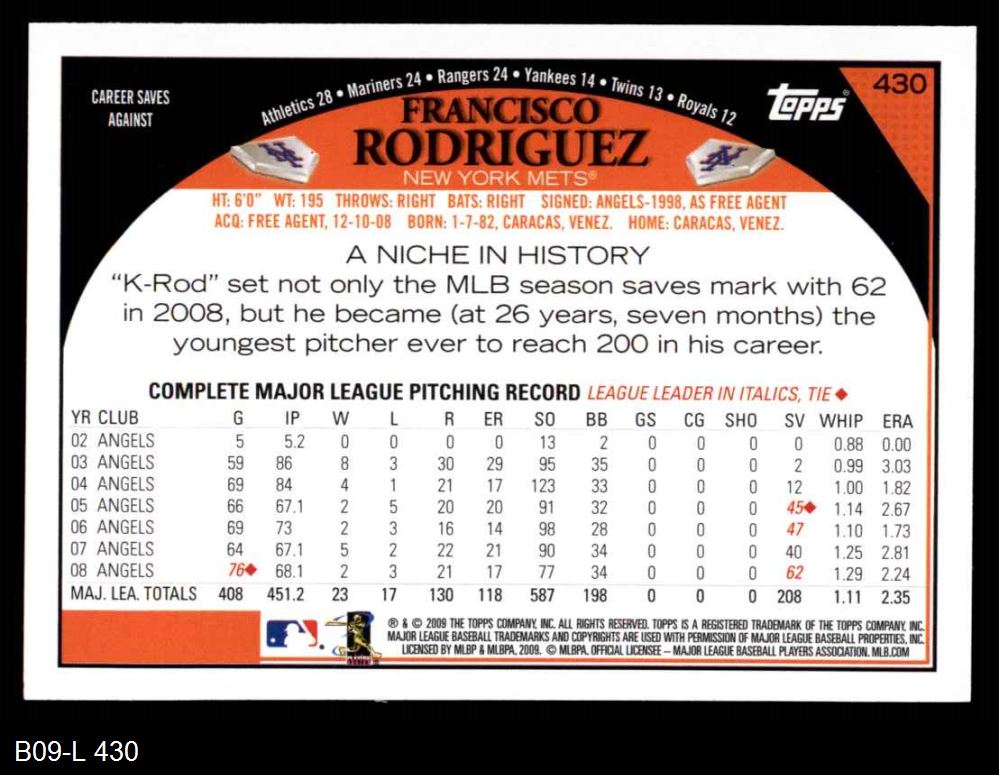 CAREER SAVES
AGAINST
Athletics 28 • Mariners 24 • Rangers 24 • Yankees 14 • Twins 13 • Royals 12
Topps®
430
FRANCISCO
RODRIGUEZ
NEW YORK METS®
HT: 6'0" WT: 195 THROWS: RIGHT BATS: RIGHT SIGNED: ANGELS-1998, AS FREE AGENT
ACQ: FREE AGENT, 12-10-08 BORN: 1-7-82, CARACAS, VENEZ. HOME: CARACAS, VENEZ.
A NICHE IN HISTORY
“K-Rod” set not only the MLB season saves mark with 62
in 2008, but he became (at 26 years, seven months) the
youngest pitcher ever to reach 200 in his career.
COMPLETE MAJOR LEAGUE PITCHING RECORD LEAGUE LEADER IN ITALICS, TIE ◆
YR CLUB G IP W L R ER SO BB GS CG SHO SV WHIP ERA
02 ANGELS 5 5.2 0 0 0 0 13 2 0 0 0 0 0.88 0.00
03 ANGELS 59 86 8 3 30 29 95 35 0 0 0 2 0.99 3.03
04 ANGELS 69 84 4 1 21 17 123 33 0 0 0 12 1.00 1.82
05 ANGELS 66 67.1 2 5 20 20 91 32 0 0 0 45◆ 1.14 2.67
06 ANGELS 69 73 2 3 16 14 98 28 0 0 0 47 1.10 1.73
07 ANGELS 64 67.1 5 2 22 21 90 34 0 0 0 40 1.25 2.81
08 ANGELS 76◆ 68.1 2 3 21 17 77 34 0 0 0 62 1.29 2.24
MAJ. LEA. TOTALS 408 451.2 23 17 130 118 587 198 0 0 0 208 1.11 2.35
® & © 2009 THE TOPPS COMPANY, INC. ALL RIGHTS RESERVED. TOPPS IS A REGISTERED TRADEMARK OF THE TOPPS COMPANY, INC.
MAJOR LEAGUE BASEBALL TRADEMARKS AND COPYRIGHTS ARE USED WITH PERMISSION OF MAJOR LEAGUE BASEBALL PROPERTIES, INC.
LICENSED BY MLBP & MLBPA, 2009. © MLBPA. OFFICIAL LICENSEE – MAJOR LEAGUE BASEBALL PLAYERS ASSOCIATION. MLB.COM
B09-L 430